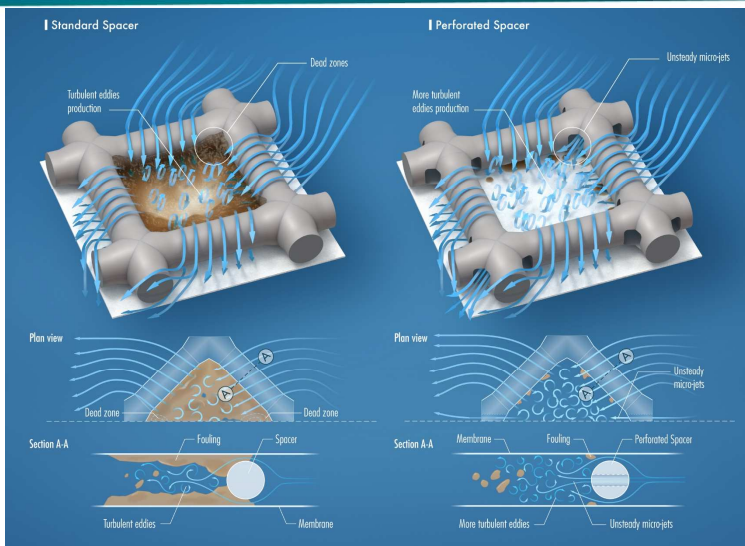 Standard Spacer
Dead zones
Turbulent eddies
production
Plan view
A
A
Dead zone
Dead zone
Section A-A
Fouling
Spacer
Turbulent eddies
Membrane
Perforated Spacer
Unsteady micro-jets
More turbulent
eddies production
Plan view
A
A
Unsteady
micro-jets
Section A-A
Membrane
Fouling
Perforated Spacer
More turbulent eddies
Unsteady micro-jets